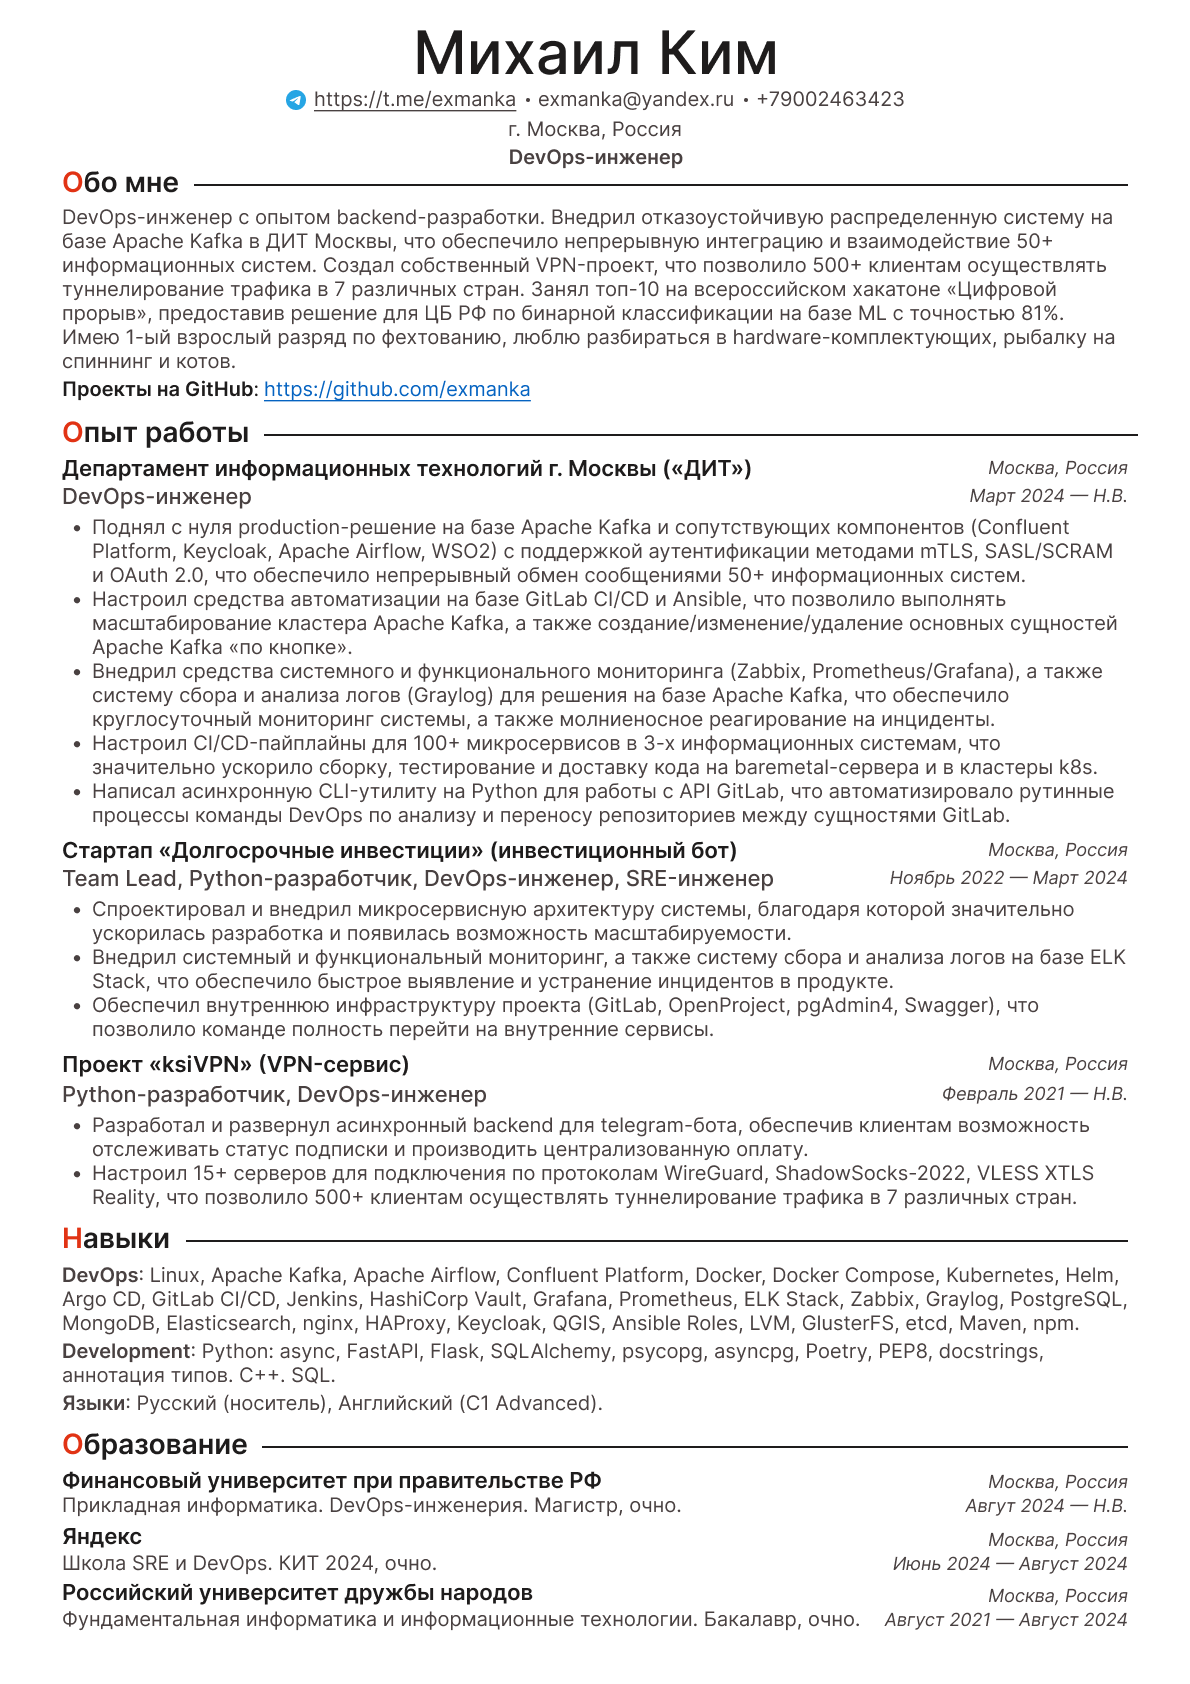 Михаил Ким
https://t.me/exmanka • exmanka@yandex.ru • +79002463423
г. Москва, Россия
DevOps-инженер
Обо мне
DevOps-инженер с опытом backend-разработки. Внедрил отказоустойчивую распределенную систему на
базе Apache Kafka в ДИТ Москвы, что обеспечило непрерывную интеграцию и взаимодействие 50+
информационных систем. Создал собственный VPN-проект, что позволило 500+ клиентам осуществлять
туннелирование трафика в 7 различных стран. Занял топ-10 на всероссийском хакатоне «Цифровой
прорыв», предоставив решение для ЦБ РФ по бинарной классификации на базе ML с точностью 81%.
Имею 1-ый взрослый разряд по фехтованию, люблю разбираться в hardware-комплектующих, рыбалку на
спиннинг и котов.
Проекты на GitHub: https://github.com/exmanka
Опыт работы
Департамент информационных технологий г. Москвы («ДИТ») Москва, Россия
DevOps-инженер Март 2024 — Н.В.
• Поднял с нуля production-решение на базе Apache Kafka и сопутствующих компонентов (Confluent
Platform, Keycloak, Apache Airflow, WSO2) с поддержкой аутентификации методами mTLS, SASL/SCRAM
и OAuth 2.0, что обеспечило непрерывный обмен сообщениями 50+ информационных систем.
• Настроил средства автоматизации на базе GitLab CI/CD и Ansible, что позволило выполнять
масштабирование кластера Apache Kafka, а также создание/изменение/удаление основных сущностей
Apache Kafka «по кнопке».
• Внедрил средства системного и функционального мониторинга (Zabbix, Prometheus/Grafana), а также
систему сбора и анализа логов (Graylog) для решения на базе Apache Kafka, что обеспечило
круглосуточный мониторинг системы, а также молниеносное реагирование на инциденты.
• Настроил CI/CD-пайплайны для 100+ микросервисов в 3-х информационных системам, что
значительно ускорило сборку, тестирование и доставку кода на baremetal-сервера и в кластеры k8s.
• Написал асинхронную CLI-утилиту на Python для работы с API GitLab, что автоматизировало рутинные
процессы команды DevOps по анализу и переносу репозиториев между сущностями GitLab.
Стартап «Долгосрочные инвестиции» (инвестиционный бот) Москва, Россия
Team Lead, Python-разработчик, DevOps-инженер, SRE-инженер Ноябрь 2022 — Март 2024
• Спроектировал и внедрил микросервисную архитектуру системы, благодаря которой значительно
ускорилась разработка и появилась возможность масштабируемости.
• Внедрил системный и функциональный мониторинг, а также систему сбора и анализа логов на базе ELK
Stack, что обеспечило быстрое выявление и устранение инцидентов в продукте.
• Обеспечил внутреннюю инфраструктуру проекта (GitLab, OpenProject, pgAdmin4, Swagger), что
позволило команде полность перейти на внутренние сервисы.
Проект «ksiVPN» (VPN-сервис) Москва, Россия
Python-разработчик, DevOps-инженер Февраль 2021 — Н.В.
• Разработал и развернул асинхронный backend для telegram-бота, обеспечив клиентам возможность
отслеживать статус подписки и производить централизованную оплату.
• Настроил 15+ серверов для подключения по протоколам WireGuard, ShadowSocks-2022, VLESS XTLS
Reality, что позволило 500+ клиентам осуществлять туннелирование трафика в 7 различных стран.
Навыки
DevOps: Linux, Apache Kafka, Apache Airflow, Confluent Platform, Docker, Docker Compose, Kubernetes, Helm,
Argo CD, GitLab CI/CD, Jenkins, HashiCorp Vault, Grafana, Prometheus, ELK Stack, Zabbix, Graylog, PostgreSQL,
MongoDB, Elasticsearch, nginx, HAProxy, Keycloak, QGIS, Ansible Roles, LVM, GlusterFS, etcd, Maven, npm.
Development: Python: async, FastAPI, Flask, SQLAlchemy, psycopg, asyncpg, Poetry, PEP8, docstrings,
аннотация типов. C++. SQL.
Языки: Русский (носитель), Английский (C1 Advanced).
Образование
Финансовый университет при правительстве РФ Москва, Россия
Прикладная информатика. DevOps-инженерия. Магистр, очно. Авгут 2024 — Н.В.
Яндекс Москва, Россия
Школа SRE и DevOps. КИТ 2024, очно. Июнь 2024 — Август 2024
Российский университет дружбы народов Москва, Россия
Фундаментальная информатика и информационные технологии. Бакалавр, очно. Август 2021 — Август 2024